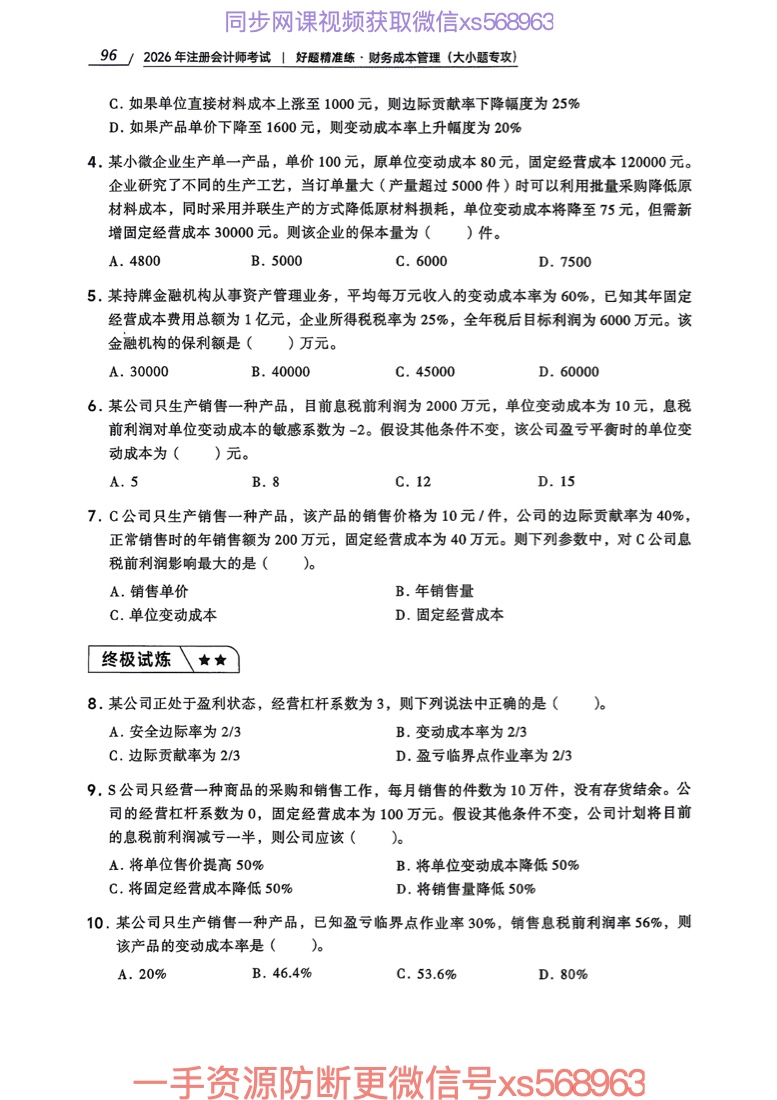 同步网课视频获取微信xs568963
96 / 2026年注册会计师考试 | 好题精准练·财务成本管理（大小题专攻）
C. 如果单位直接材料成本上涨至1000元，则边际贡献率下降幅度为25%
D. 如果产品单价下降至1600元，则变动成本率上升幅度为20%
4. 某小微企业生产单一产品，单价100元，原单位变动成本80元，固定经营成本120000元。
企业研究了不同的生产工艺，当订单量大（产量超过5000件）时可以利用批量采购降低原
材料成本，同时采用并联生产的方式降低原材料损耗，单位变动成本将降至75元，但需新
增固定经营成本30000元。则该企业的保本量为（　　）件。
A. 4800 B. 5000 C. 6000 D. 7500
5. 某持牌金融机构从事资产管理业务，平均每万元收入的变动成本率为60%，已知其年固定
经营成本费用总额为1亿元，企业所得税税率为25%，全年税后目标利润为6000万元。该
金融机构的保利额是（　　）万元。
A. 30000 B. 40000 C. 45000 D. 60000
6. 某公司只生产销售一种产品，目前息税前利润为2000万元，单位变动成本为10元，息税
前利润对单位变动成本的敏感系数为-2。假设其他条件不变，该公司盈亏平衡时的单位变
动成本为（　　）元。
A. 5 B. 8 C. 12 D. 15
7. C公司只生产销售一种产品，该产品的销售价格为10元/件，公司的边际贡献率为40%，
正常销售时的年销售额为200万元，固定经营成本为40万元。则下列参数中，对C公司息
税前利润影响最大的是（　　）。
A. 销售单价 B. 年销售量
C. 单位变动成本 D. 固定经营成本
终极试炼 ★★
8. 某公司正处于盈利状态，经营杠杆系数为3，则下列说法中正确的是（　　）。
A. 安全边际率为2/3 B. 变动成本率为2/3
C. 边际贡献率为2/3 D. 盈亏临界点作业率为2/3
9. S公司只经营一种商品的采购和销售工作，每月销售的件数为10万件，没有存货结余。公
司的经营杠杆系数为0，固定经营成本为100万元。假设其他条件不变，公司计划将目前
的息税前利润减亏一半，则公司应该（　　）。
A. 将单位售价提高50% B. 将单位变动成本降低50%
C. 将固定经营成本降低50% D. 将销售量降低50%
10. 某公司只生产销售一种产品，已知盈亏临界点作业率30%，销售息税前利润率56%，则
该产品的变动成本率是（　　）。
A. 20% B. 46.4% C. 53.6% D. 80%
一手资源防断更微信号xs568963